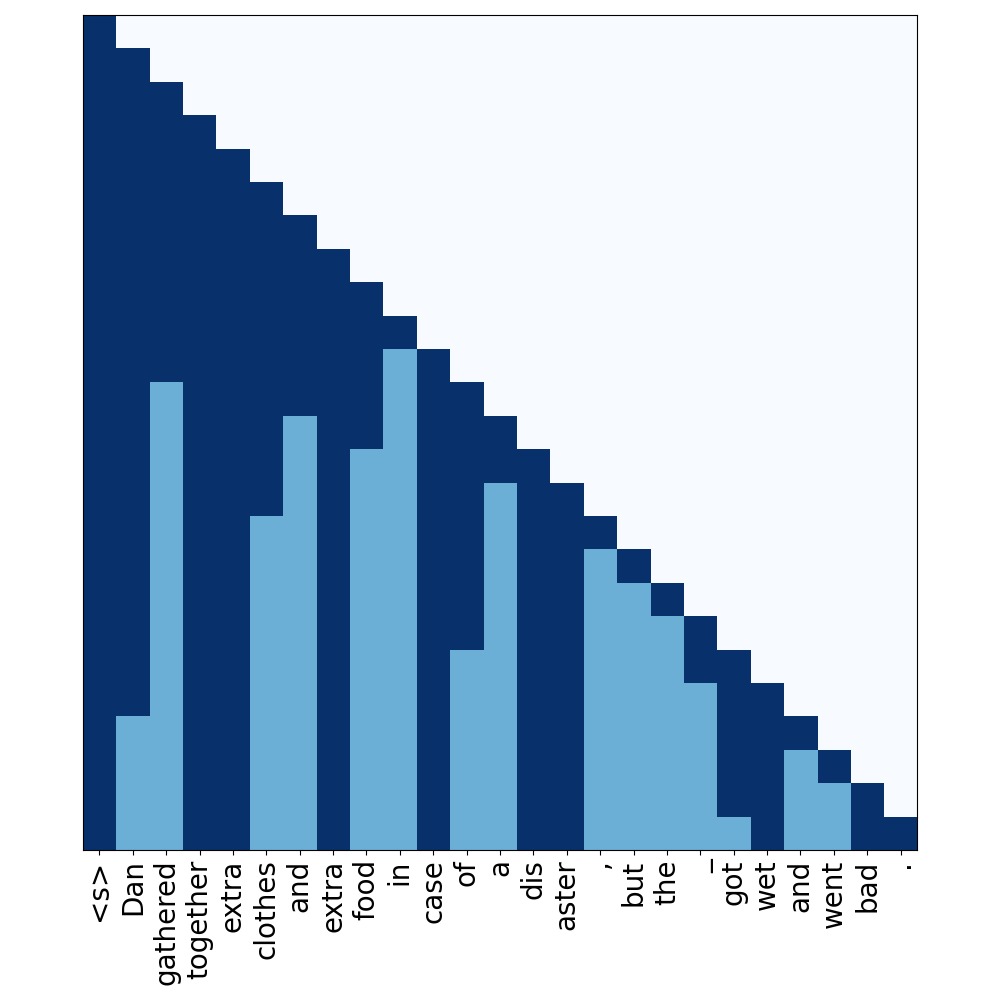 <s>
Dan
gathered
together
extra
clothes
and
extra
food
in
case
of
a
dis
aster
,
but
the
_
got
wet
and
went
bad
.